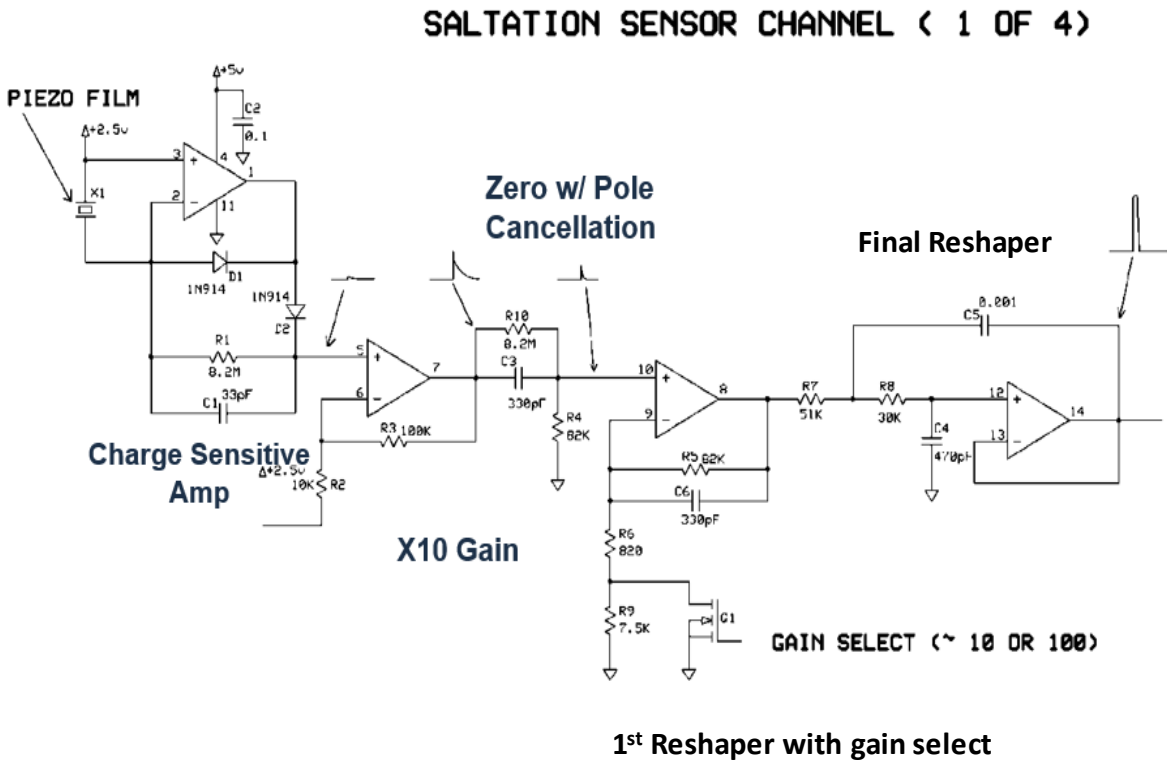 SALTATION SENSOR CHANNEL ( 1 OF 4)
PIEZO FILM
+5v
C2
0.1
+2.5v
X1
3
+
4
1
2
-
11
D1
1N914
1N914
D2
R1
8.2M
33pF
C1
Charge Sensitive
Amp
+2.5v
10K
R2
5
+
7
6
-
R3
100K
X10 Gain
Zero w/ Pole
Cancellation
R10
8.2M
C3
330pF
R4
82K
10
+
8
9
-
R5
82K
C6
330pF
R6
820
R9
7.5K
Q1
GAIN SELECT (~ 10 OR 100)
1st Reshaper with gain select
Final Reshaper
0.001
C5
R7
51K
R8
30K
C4
470pF
12
+
14
13
-